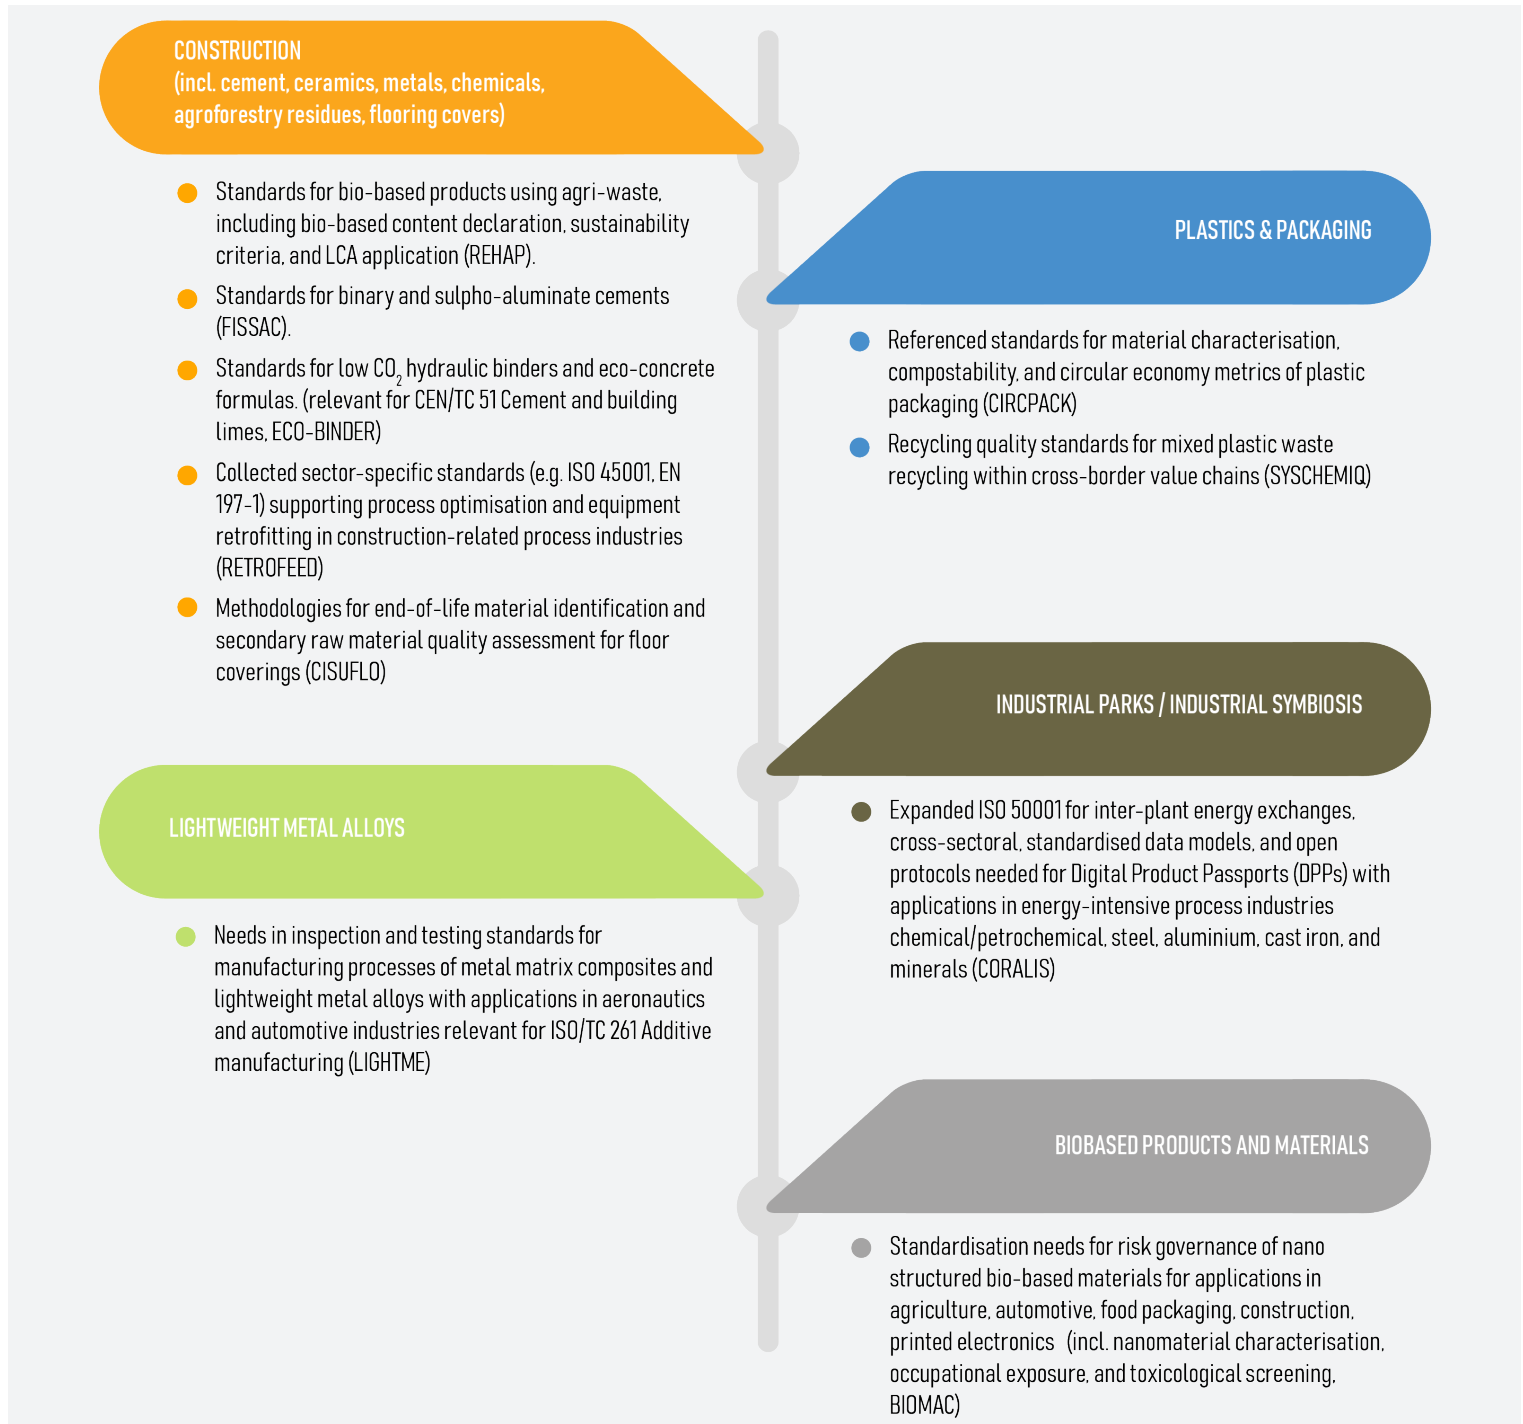 CONSTRUCTION
(incl. cement, ceramics, metals, chemicals,
agroforestry residues, flooring covers)
Standards for bio-based products using agri-waste,
including bio-based content declaration, sustainability
criteria, and LCA application (REHAP).
Standards for binary and sulpho-aluminate cements
(FISSAC).
Standards for low CO₂ hydraulic binders and eco-concrete
formulas. (relevant for CEN/TC 51 Cement and building
limes, ECO-BINDER)
Collected sector-specific standards (e.g. ISO 45001, EN
197-1) supporting process optimisation and equipment
retrofitting in construction-related process industries
(RETROFEED)
Methodologies for end-of-life material identification and
secondary raw material quality assessment for floor
coverings (CISUFLO)
PLASTICS & PACKAGING
Referenced standards for material characterisation,
compostability, and circular economy metrics of plastic
packaging (CIRCPACK)
Recycling quality standards for mixed plastic waste
recycling within cross-border value chains (SYSCHEMIQ)
INDUSTRIAL PARKS / INDUSTRIAL SYMBIOSIS
Expanded ISO 50001 for inter-plant energy exchanges,
cross-sectoral, standardised data models, and open
protocols needed for Digital Product Passports (DPPs) with
applications in energy-intensive process industries
chemical/petrochemical, steel, aluminium, cast iron, and
minerals (CORALIS)
LIGHTWEIGHT METAL ALLOYS
Needs in inspection and testing standards for
manufacturing processes of metal matrix composites and
lightweight metal alloys with applications in aeronautics
and automotive industries relevant for ISO/TC 261 Additive
manufacturing (LIGHTME)
BIOBASED PRODUCTS AND MATERIALS
Standardisation needs for risk governance of nano
structured bio-based materials for applications in
agriculture, automotive, food packaging, construction,
printed electronics (incl. nanomaterial characterisation,
occupational exposure, and toxicological screening,
BIOMAC)